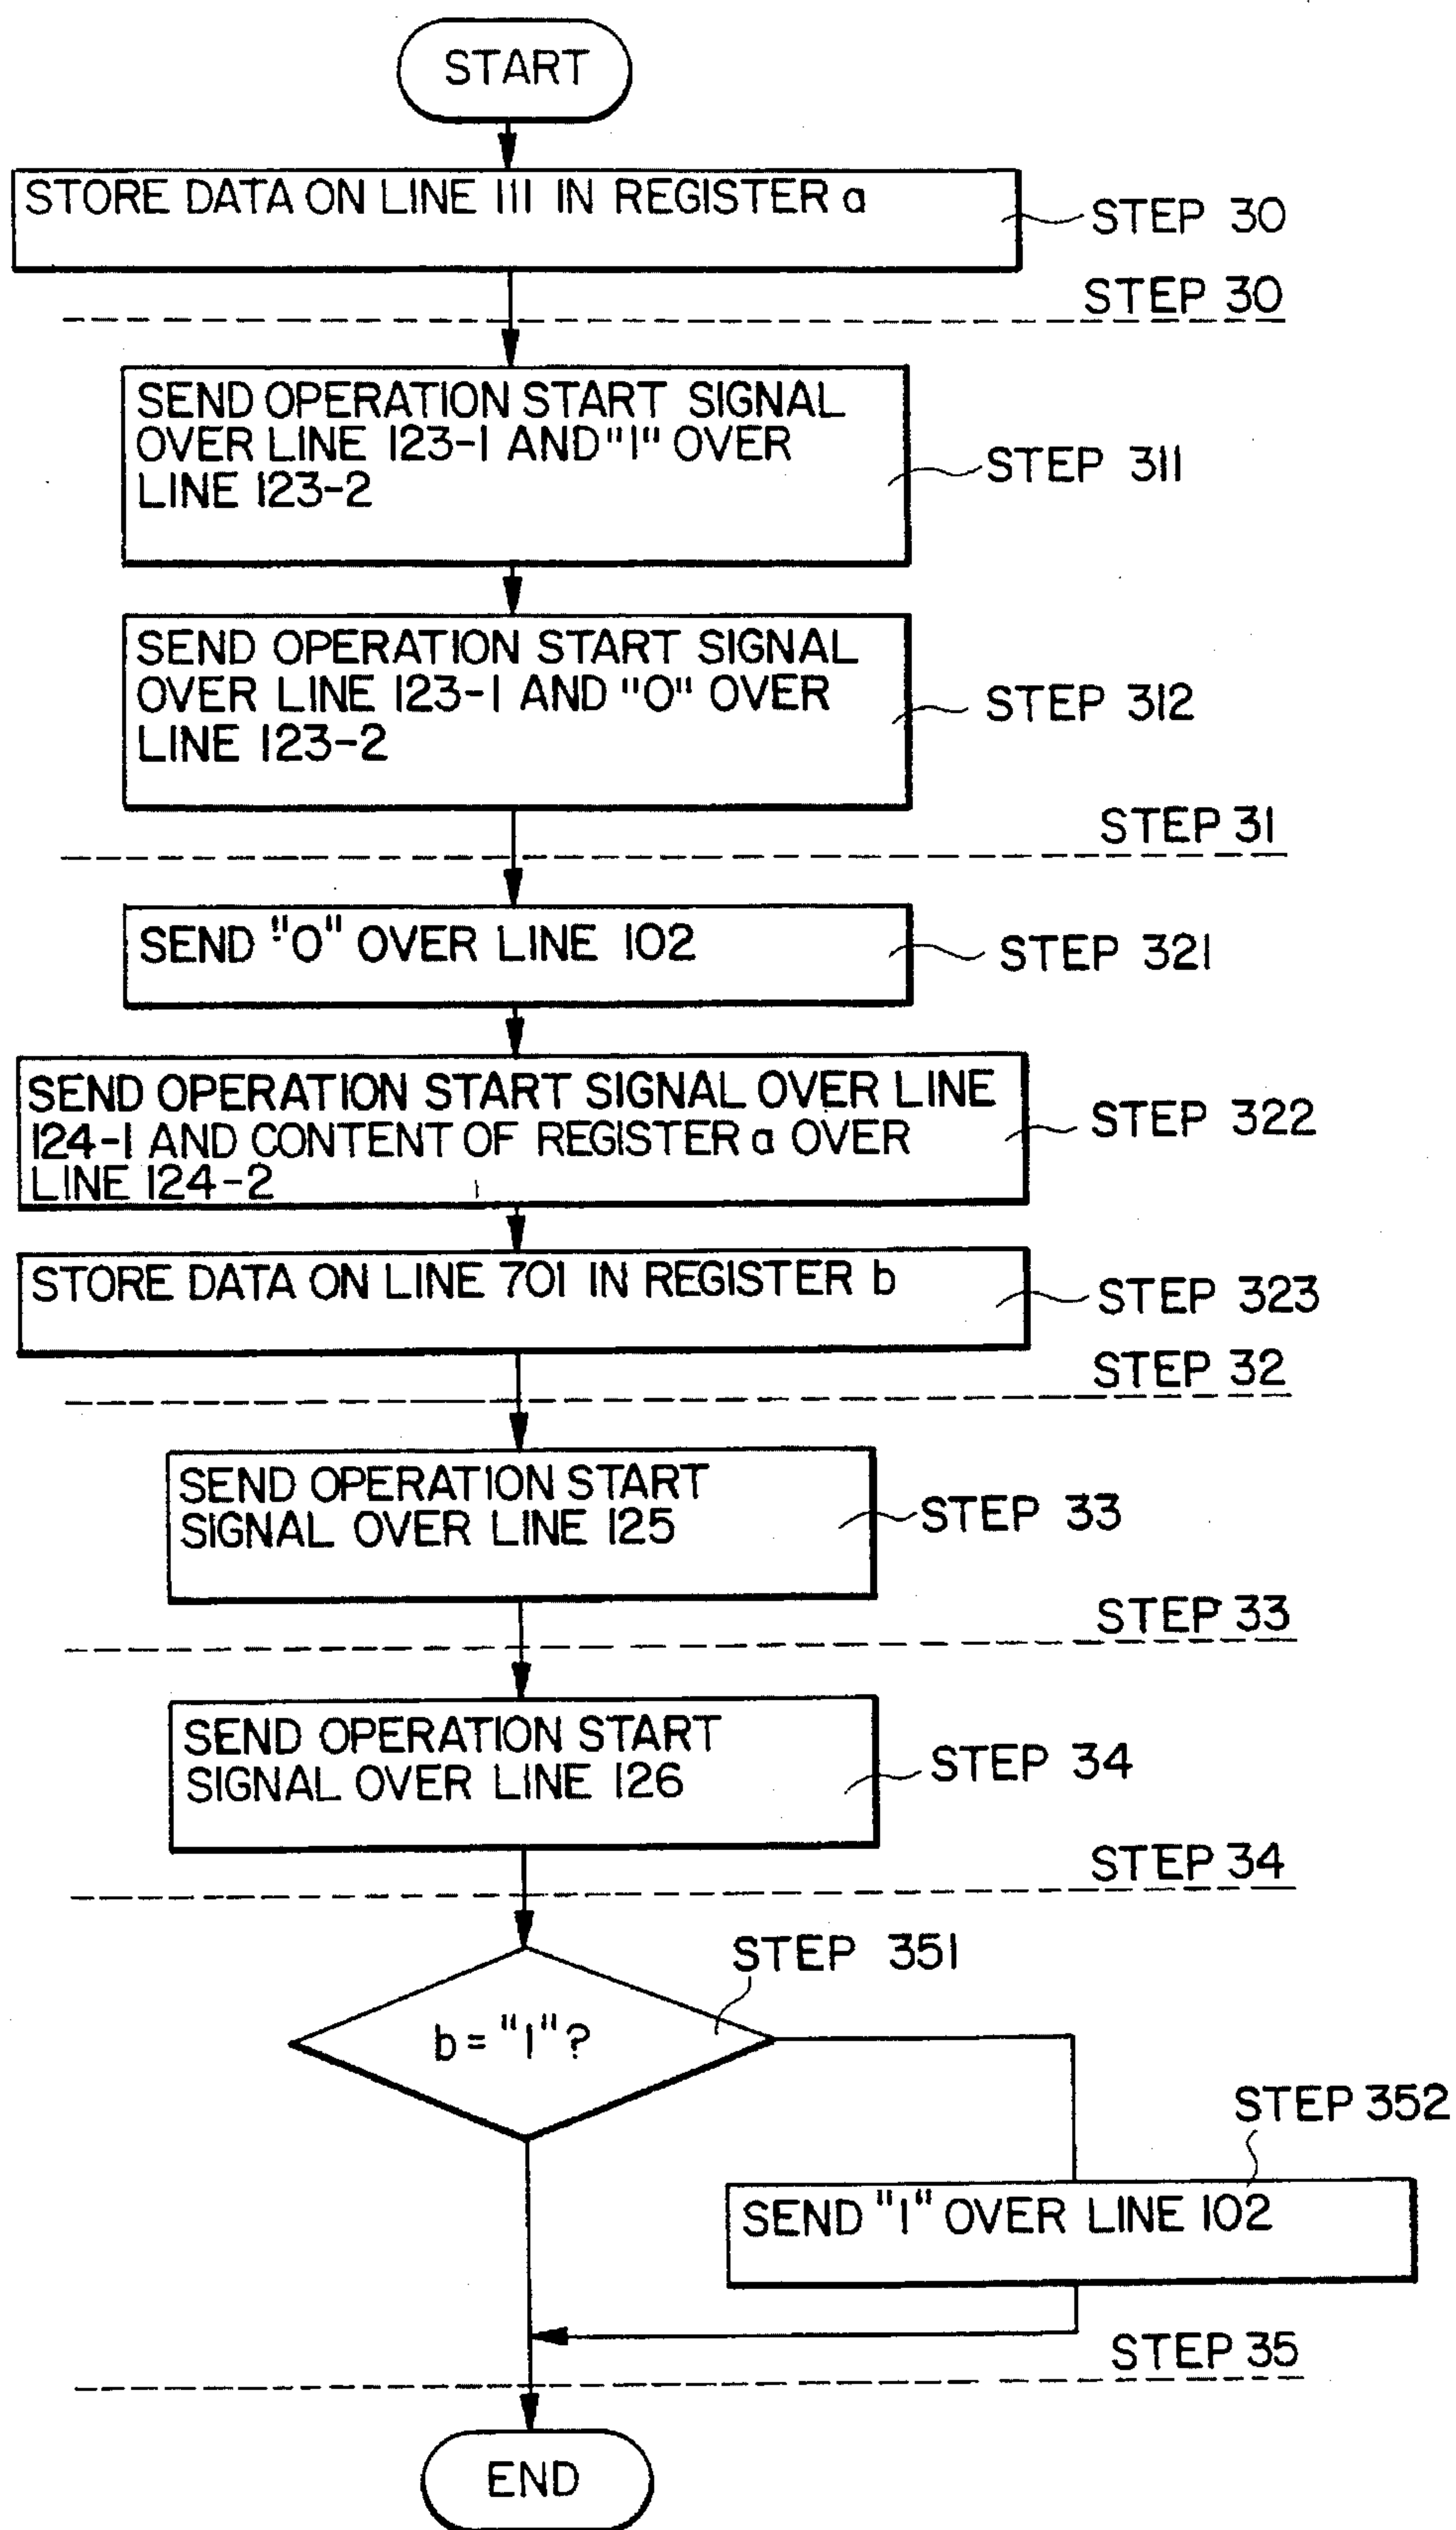 START
STORE DATA ON LINE 111 IN REGISTER a
STEP 30
STEP 30
SEND OPERATION START SIGNAL
OVER LINE 123-1 AND "1" OVER
LINE 123-2
STEP 311
SEND OPERATION START SIGNAL
OVER LINE 123-1 AND "0" OVER
LINE 123-2
STEP 312
STEP 31
SEND "0" OVER LINE 102
STEP 321
SEND OPERATION START SIGNAL OVER LINE
124-1 AND CONTENT OF REGISTER a OVER
LINE 124-2
STEP 322
STORE DATA ON LINE 701 IN REGISTER b
STEP 323
STEP 32
SEND OPERATION START
SIGNAL OVER LINE 125
STEP 33
STEP 33
SEND OPERATION START
SIGNAL OVER LINE 126
STEP 34
STEP 34
STEP 351
b = "1" ?
STEP 352
SEND "1" OVER LINE 102
STEP 35
END